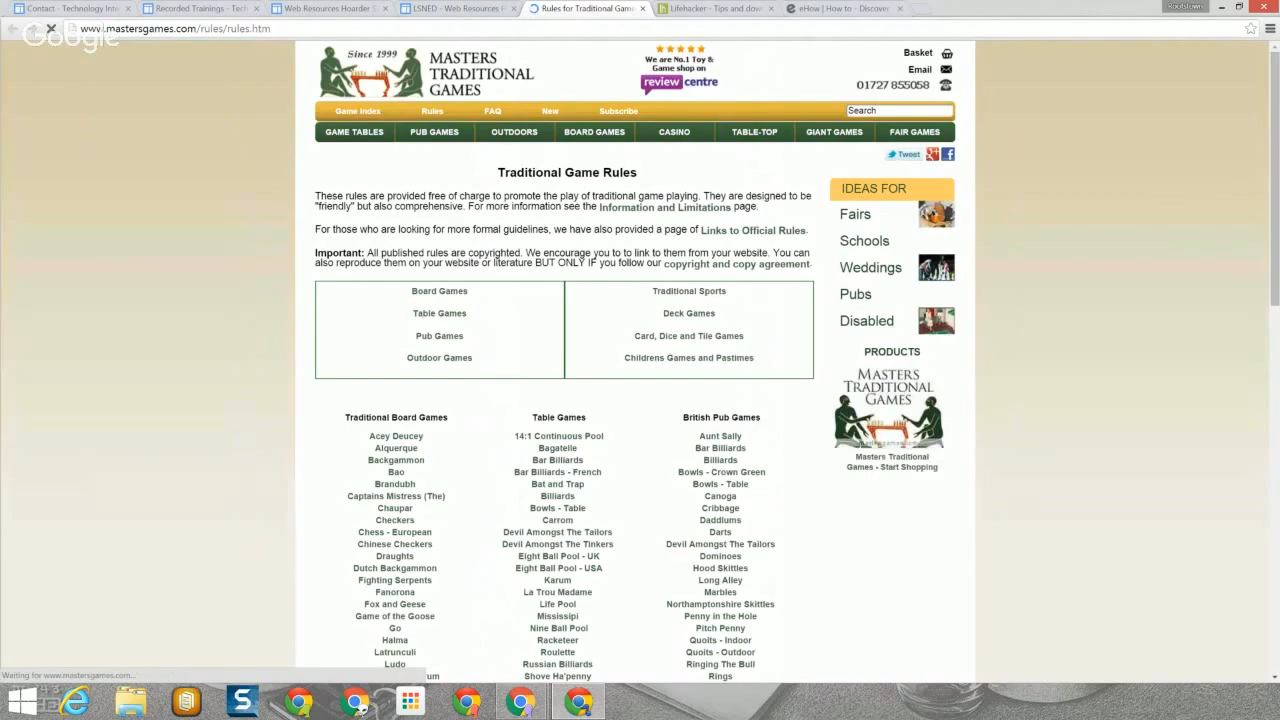 Contact - Technology Inte
Recorded Trainings - Tech
Web Resources Hoarder S
LSNED - Web Resources H
Rules for Traditional Game
Lifehacker - Tips and dow
eHow | How to - Discover
Rootstown
www.mastersgames.com/rules/rules.htm
Google
Since 1999
MASTERS
TRADITIONAL
GAMES
We are No.1 Toy &
Game shop on
review centre
Basket
Email
01727 855058
Game Index
Rules
FAQ
New
Subscribe
Search
GAME TABLES
PUB GAMES
OUTDOORS
BOARD GAMES
CASINO
TABLE-TOP
GIANT GAMES
FAIR GAMES
Tweet
Traditional Game Rules
These rules are provided free of charge to promote the play of traditional game playing. They are designed to be
"friendly" but also comprehensive. For more information see the Information and Limitations page.
For those who are looking for more formal guidelines, we have also provided a page of Links to Official Rules.
Important: All published rules are copyrighted. We encourage you to to link to them from your website. You can
also reproduce them on your website or literature BUT ONLY IF you follow our copyright and copy agreement.
Board Games
Table Games
Pub Games
Outdoor Games
Traditional Sports
Deck Games
Card, Dice and Tile Games
Childrens Games and Pastimes
Traditional Board Games
Acey Deucey
Alquerque
Backgammon
Bao
Brandubh
Captains Mistress (The)
Chaupar
Checkers
Chess - European
Chinese Checkers
Draughts
Dutch Backgammon
Fighting Serpents
Fanorona
Fox and Geese
Game of the Goose
Go
Halma
Latrunculi
Ludo
Table Games
14:1 Continuous Pool
Bagatelle
Bar Billiards
Bar Billiards - French
Bat and Trap
Billiards
Bowls - Table
Carrom
Devil Amongst The Tailors
Devil Amongst The Tinkers
Eight Ball Pool - UK
Eight Ball Pool - USA
Karum
La Trou Madame
Life Pool
Mississipi
Nine Ball Pool
Racketeer
Roulette
Russian Billiards
Shove Ha'penny
British Pub Games
Aunt Sally
Bar Billiards
Billiards
Bowls - Crown Green
Bowls - Table
Canoga
Cribbage
Daddlums
Darts
Devil Amongst The Tailors
Dominoes
Hood Skittles
Long Alley
Marbles
Northamptonshire Skittles
Penny in the Hole
Pitch Penny
Quoits - Indoor
Quoits - Outdoor
Ringing The Bull
Rings
IDEAS FOR
Fairs
Schools
Weddings
Pubs
Disabled
PRODUCTS
MASTERS
TRADITIONAL
GAMES
Masters Traditional
Games - Start Shopping
Waiting for www.mastersgames.com...